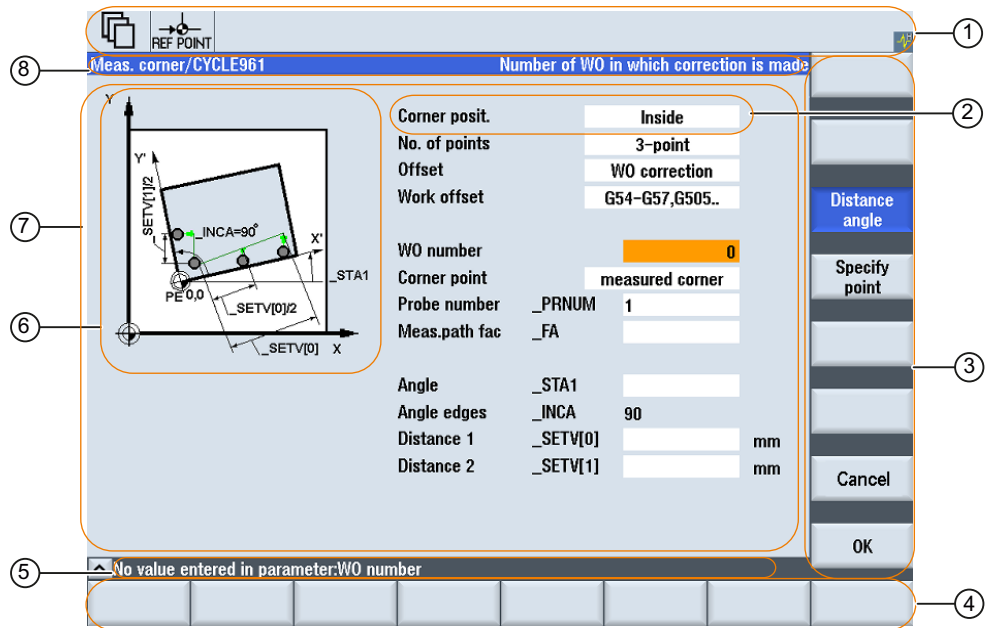 REF POINT
1
8
Meas. corner/CYCLE961 Number of WO in which correction is made
Y
Corner posit. Inside
2
No. of points 3-point
Offset WO correction
Work offset G54-G57,G505..
Y'
_SETV[1]/2
_INCA=90°
X'
_STA1
PE 0,0
_SETV[0]/2
_SETV[0]
X
7
6
WO number 0
Corner point measured corner
Probe number _PRNUM 1
Meas.path fac _FA
Angle _STA1
Angle edges _INCA 90
Distance 1 _SETV[0] mm
Distance 2 _SETV[1] mm
Distance
angle
Specify
point
3
Cancel
OK
5
No value entered in parameter:WO number
4